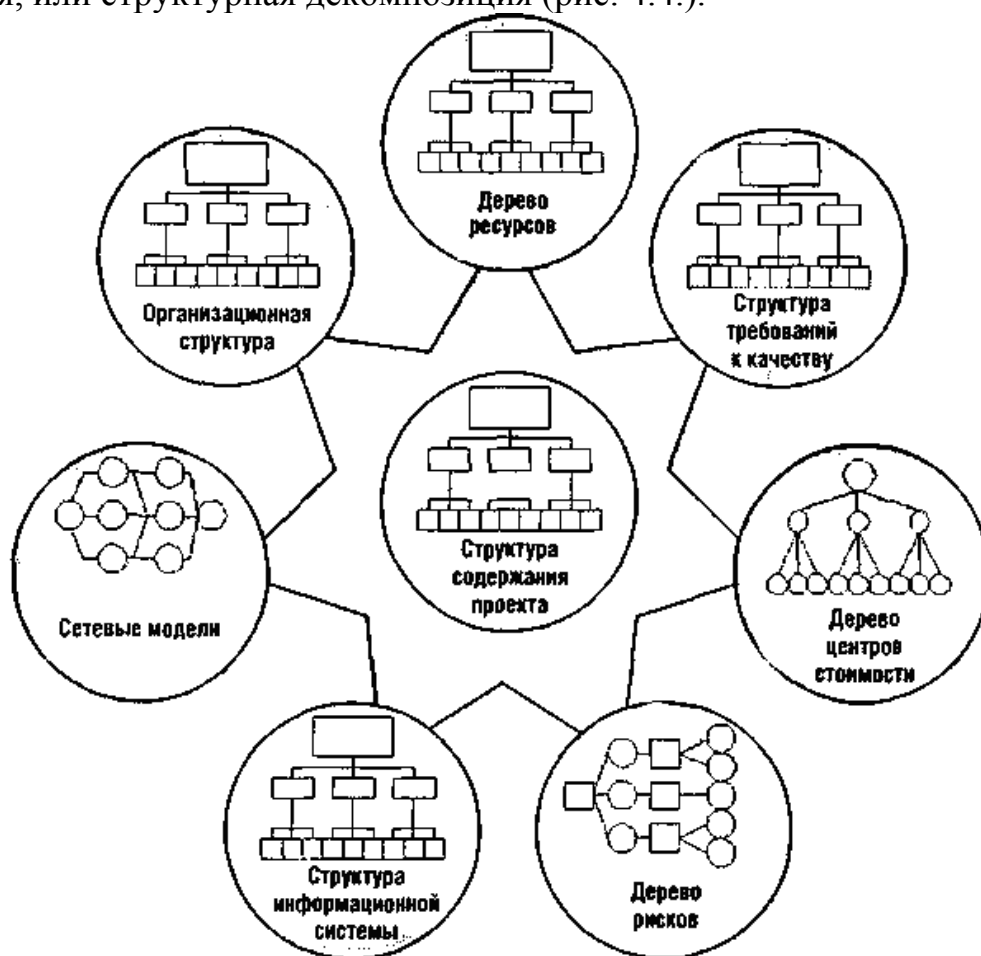 я, или структурная декомпозиция (рис. 4.4.).
Дерево
ресурсов
Организационная
структура
Структура
требований
к качеству
Структура
содержания
проекта
Сетевые модели
Дерево
центров
стоимости
Структура
информационной
системы
Дерево
рисков